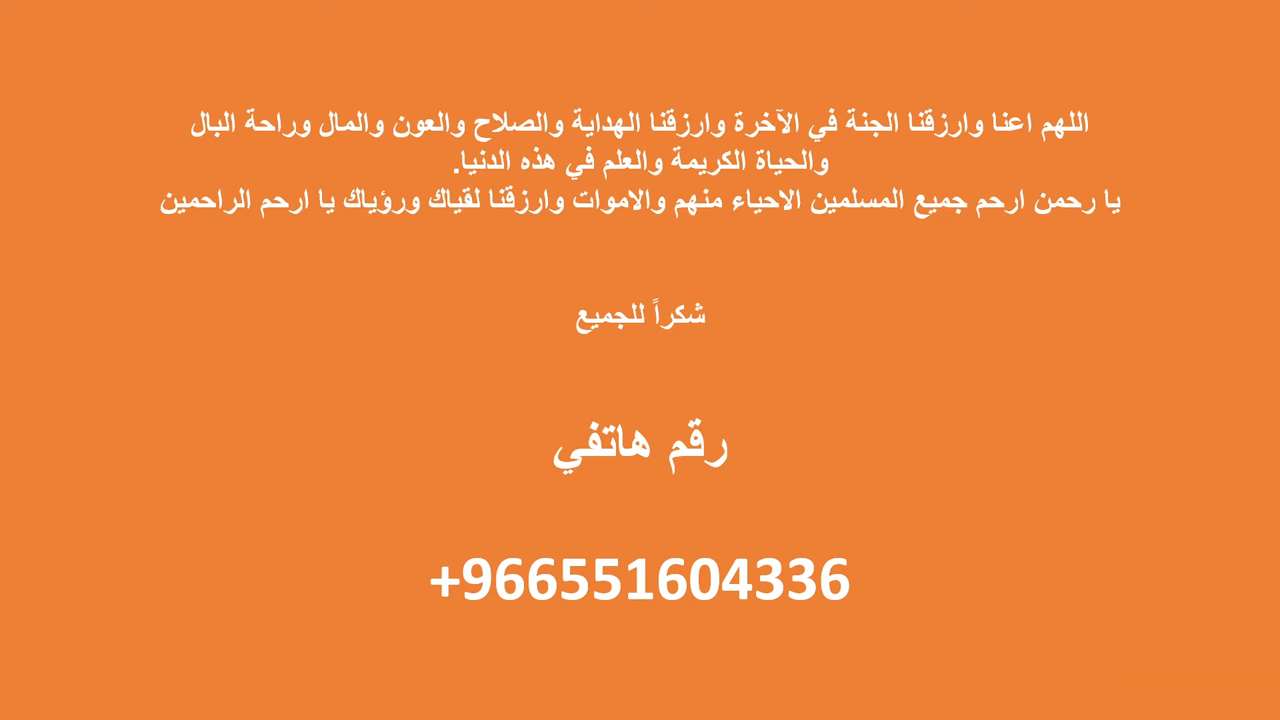 اللهم اعنا وارزقنا الجنة في الآخرة وارزقنا الهداية والصلاح والعون والمال وراحة البال
والحياة الكريمة والعلم في هذه الدنيا.
يا رحمن ارحم جميع المسلمين الاحياء منهم والاموات وارزقنا لقياك ورؤياك يا ارحم الراحمين
شكراً للجميع
رقم هاتفي
+966551604336